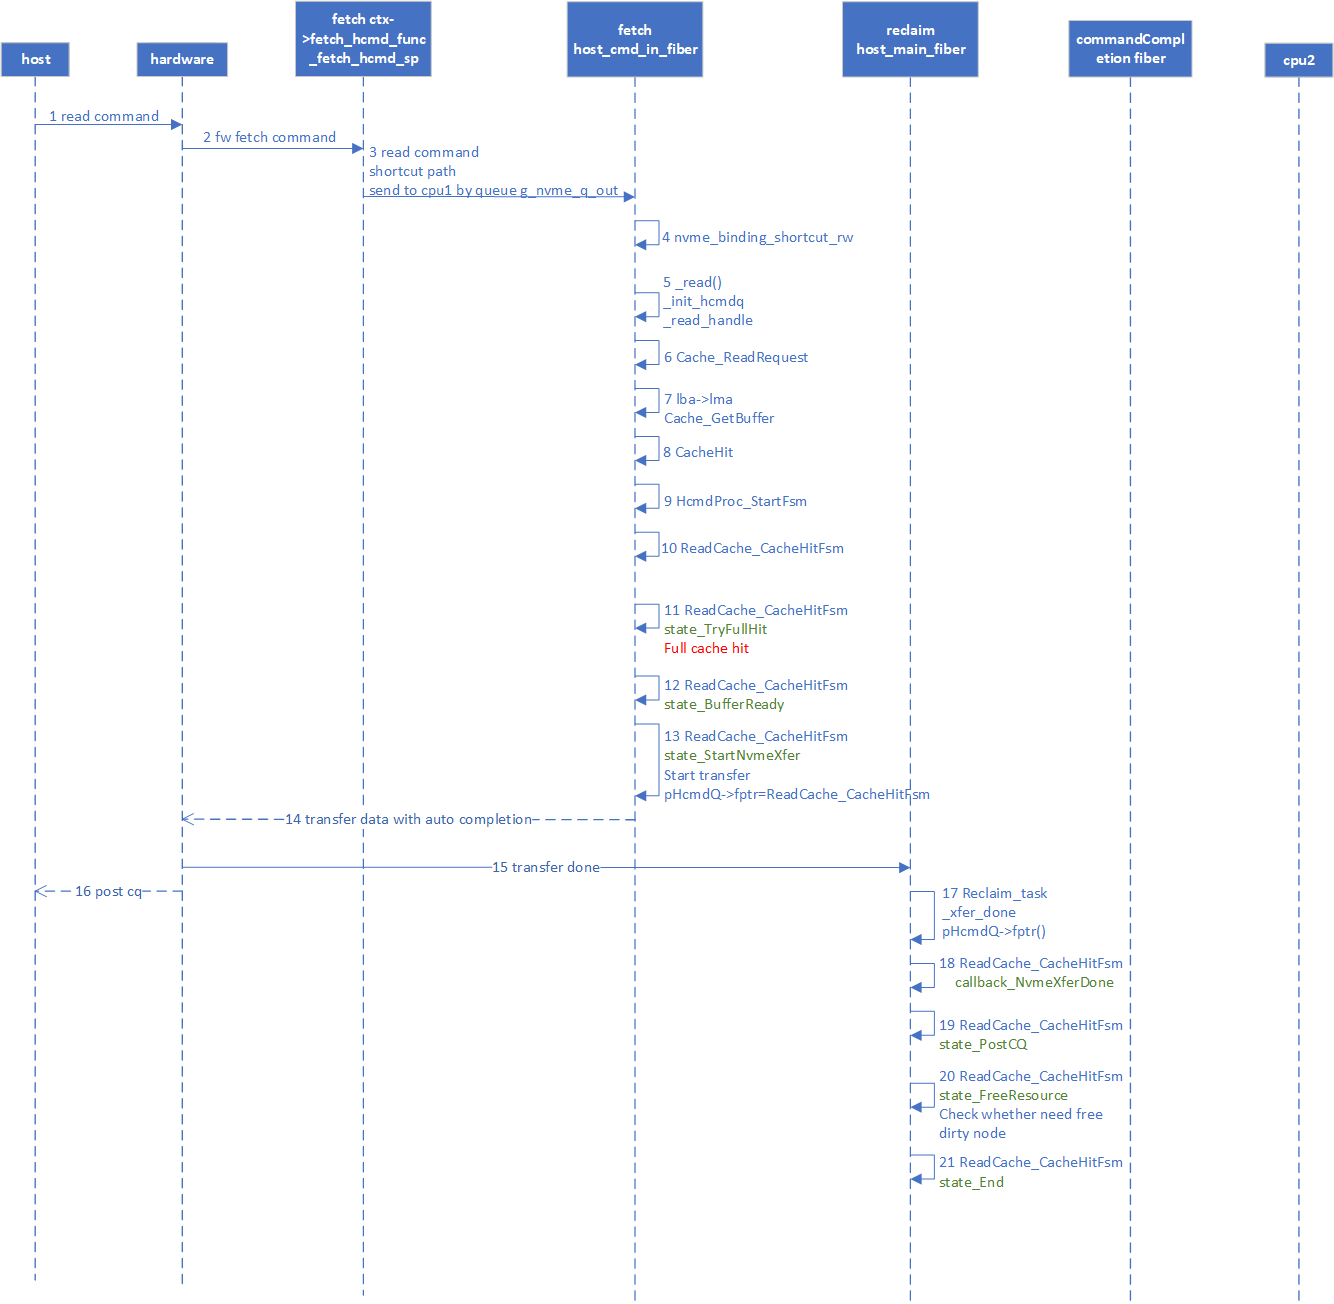 host
hardware
fetch ctx-
>fetch_hcmd_func
_fetch_hcmd_sp
fetch
host_cmd_in_fiber
reclaim
host_main_fiber
commandCompl
etion fiber
cpu2
1 read command
2 fw fetch command
3 read command
shortcut path
send to cpu1 by queue g_nvme_q_out
4 nvme_binding_shortcut_rw
5 _read()
_init_hcmdq
_read_handle
6 Cache_ReadRequest
7 lba->lma
Cache_GetBuffer
8 CacheHit
9 HcmdProc_StartFsm
10 ReadCache_CacheHitFsm
11 ReadCache_CacheHitFsm
state_TryFullHit
Full cache hit
12 ReadCache_CacheHitFsm
state_BufferReady
13 ReadCache_CacheHitFsm
state_StartNvmeXfer
Start transfer
pHcmdQ->fptr=ReadCache_CacheHitFsm
14 transfer data with auto completion
15 transfer done
16 post cq
17 Reclaim_task
_xfer_done
pHcmdQ->fptr()
18 ReadCache_CacheHitFsm
callback_NvmeXferDone
19 ReadCache_CacheHitFsm
state_PostCQ
20 ReadCache_CacheHitFsm
state_FreeResource
Check whether need free
dirty node
21 ReadCache_CacheHitFsm
state_End